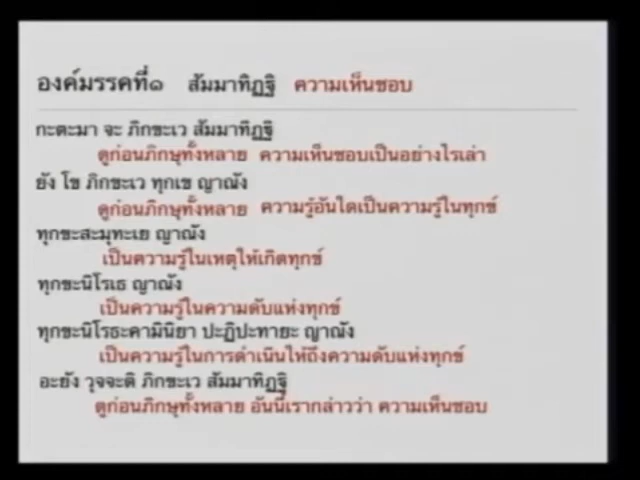 องค์มรรคที่๑ สัมมาทิฏฐิ ความเห็นชอบ
กะตะมา จะ ภิกขะเว สัมมาทิฏฐิ
ดูก่อนภิกษุทั้งหลาย ความเห็นชอบเป็นอย่างไรเล่า
ยัง โข ภิกขะเว ทุกเข ญาณัง
ดูก่อนภิกษุทั้งหลาย ความรู้อันใดเป็นความรู้ในทุกข์
ทุกขะสะมุทะเย ญาณัง
เป็นความรู้ในเหตุให้เกิดทุกข์
ทุกขะนิโรเธ ญาณัง
เป็นความรู้ในความดับแห่งทุกข์
ทุกขะนิโรธะคามินิยา ปะฏิปะทายะ ญาณัง
เป็นความรู้ในการดำเนินให้ถึงความดับแห่งทุกข์
อะยัง วุจจะติ ภิกขะเว สัมมาทิฏฐิ
ดูก่อนภิกษุทั้งหลาย อันนี้เรากล่าวว่า ความเห็นชอบ